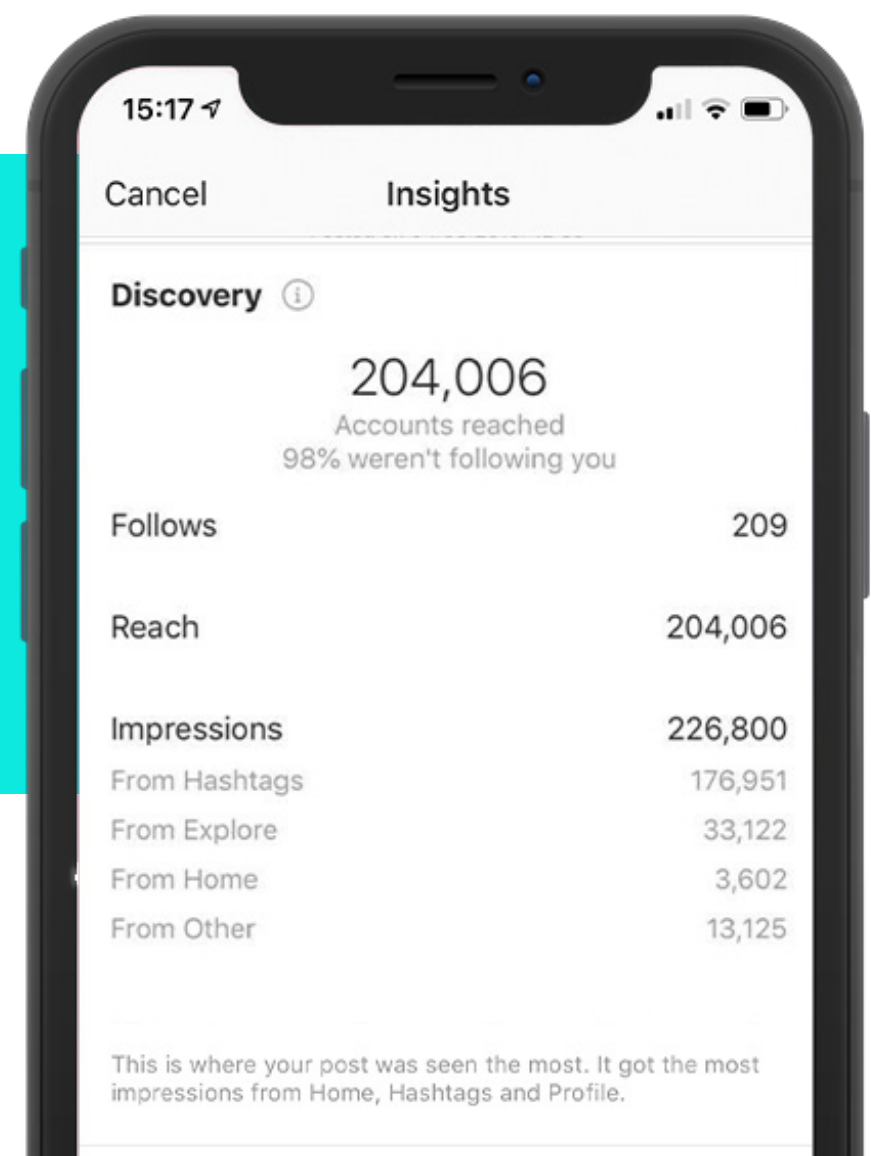 15:17
Cancel Insights
Discovery
204,006
Accounts reached
98% weren't following you
Follows 209
Reach 204,006
Impressions 226,800
From Hashtags 176,951
From Explore 33,122
From Home 3,602
From Other 13,125
This is where your post was seen the most. It got the most
impressions from Home, Hashtags and Profile.